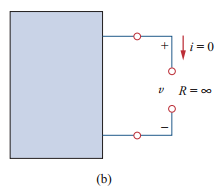 +
i = 0
v R = ∞
−
(b)